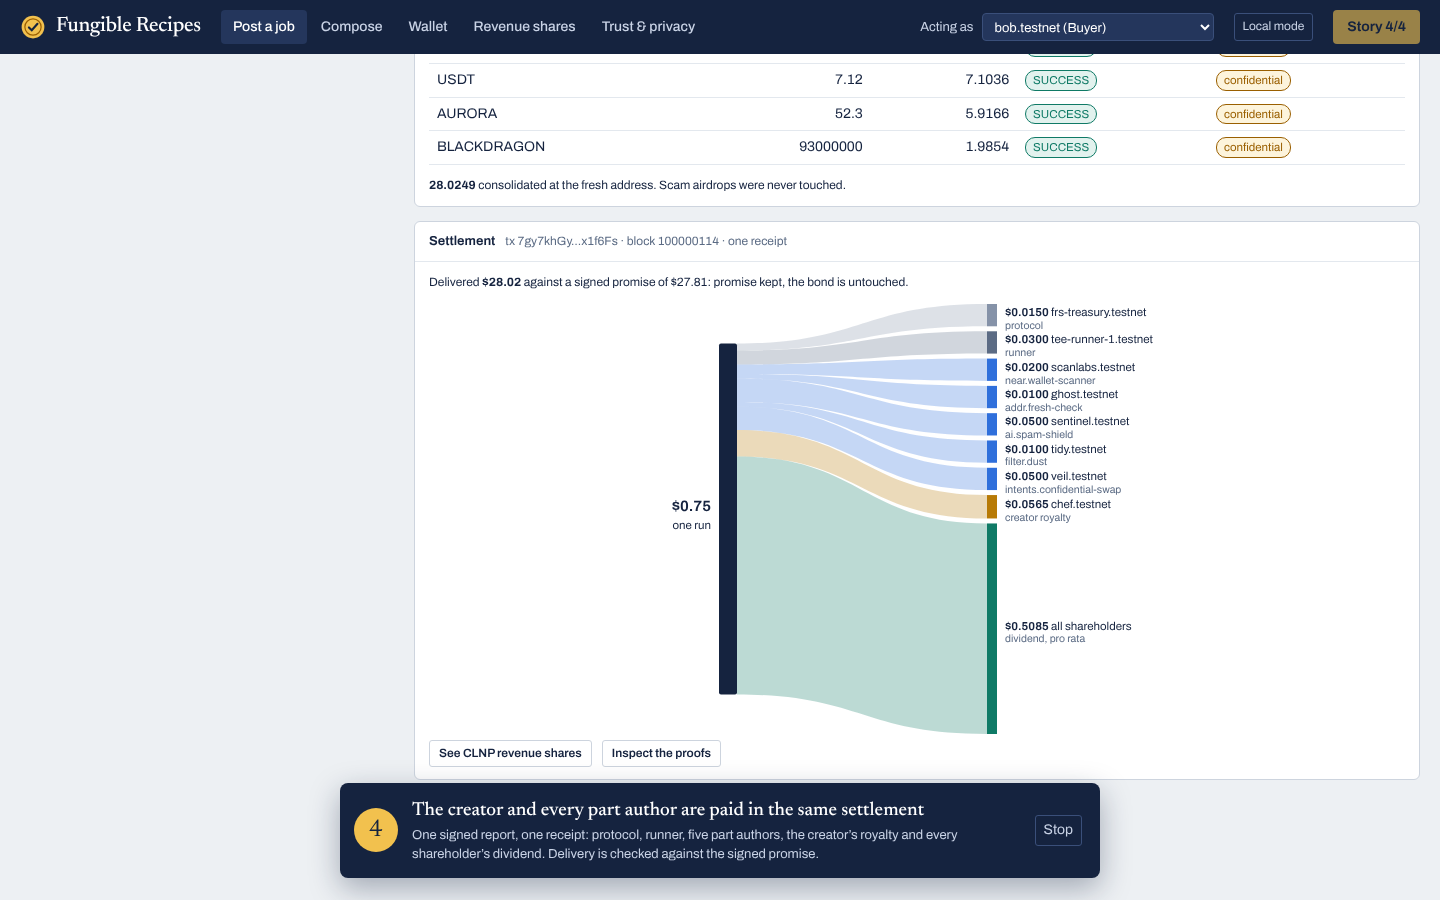 Fungible Recipes Post a job Compose Wallet Revenue shares Trust & privacy Acting as bob.testnet (Buyer) Local mode Story 4/4
USDT 7.12 7.1036 SUCCESS confidential
AURORA 52.3 5.9166 SUCCESS confidential
BLACKDRAGON 93000000 1.9854 SUCCESS confidential
28.0249 consolidated at the fresh address. Scam airdrops were never touched.
Settlement tx 7gy7khGy...x1f6Fs · block 100000114 · one receipt
Delivered $28.02 against a signed promise of $27.81: promise kept, the bond is untouched.
$0.0150 frs-treasury.testnet
protocol
$0.0300 tee-runner-1.testnet
runner
$0.0200 scanlabs.testnet
near.wallet-scanner
$0.0100 ghost.testnet
addr.fresh-check
$0.0500 sentinel.testnet
ai.spam-shield
$0.0100 tidy.testnet
filter.dust
$0.0500 veil.testnet
intents.confidential-swap
$0.0565 chef.testnet
creator royalty
$0.75
one run
$0.5085 all shareholders
dividend, pro rata
See CLNP revenue shares Inspect the proofs
4
The creator and every part author are paid in the same settlement
One signed report, one receipt: protocol, runner, five part authors, the creator's royalty and every
shareholder's dividend. Delivery is checked against the signed promise.
Stop